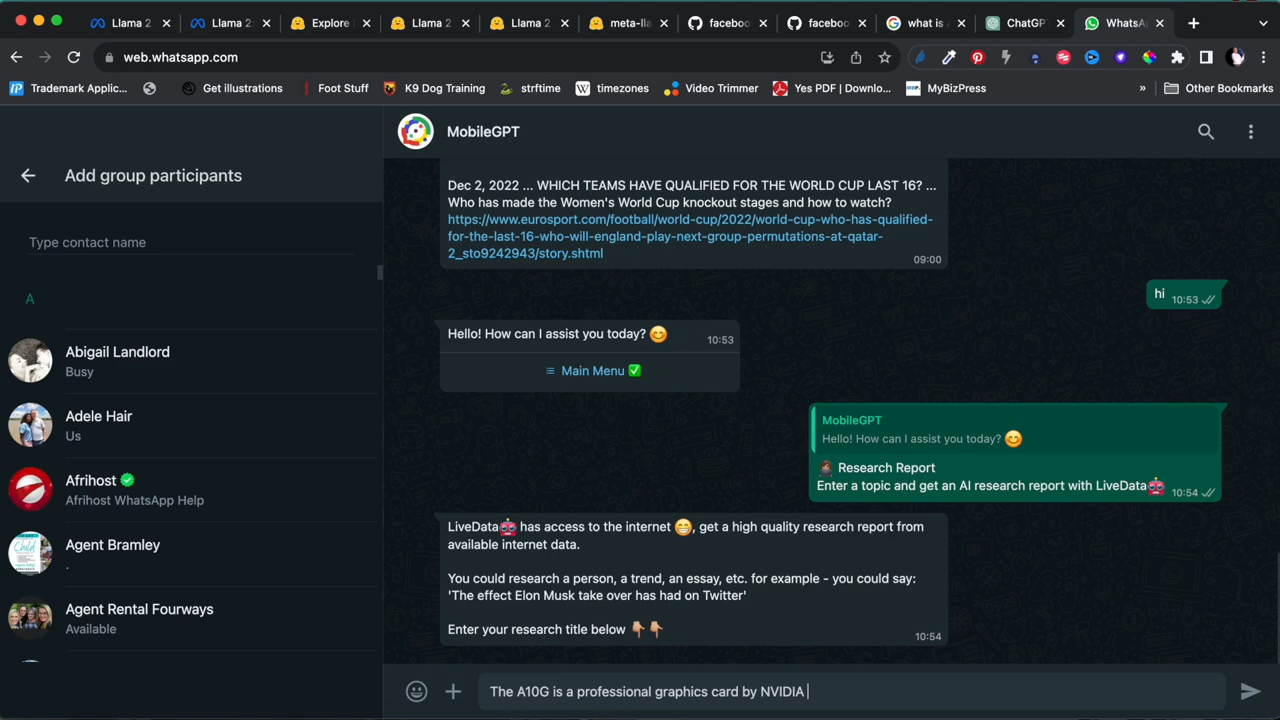 Llama 2
Llama 2:
Explore
Llama 2
Llama 2
meta-lla
faceboo
faceboo
what is
ChatGP
WhatsA
web.whatsapp.com
Trademark Applic...
Get illustrations
Foot Stuff
K9 Dog Training
strftime
timezones
Video Trimmer
Yes PDF | Downloa...
MyBizPress
»
Other Bookmarks
Add group participants
Type contact name
A
Abigail Landlord
Busy
Adele Hair
Us
Afrihost
Afrihost WhatsApp Help
Agent Bramley
.
Agent Rental Fourways
Available
MobileGPT
Dec 2, 2022 ... WHICH TEAMS HAVE QUALIFIED FOR THE WORLD CUP LAST 16? ...
Who has made the Women's World Cup knockout stages and how to watch?
https://www.eurosport.com/football/world-cup/2022/world-cup-who-has-qualified-
for-the-last-16-who-will-england-play-next-group-permutations-at-qatar-
2_sto9242943/story.shtml
09:00
hi
10:53
Hello! How can I assist you today? 😊
10:53
Main Menu ✅
MobileGPT
Hello! How can I assist you today? 😊
Research Report
Enter a topic and get an AI research report with LiveData🤖
10:54
LiveData🤖 has access to the internet 😁, get a high quality research report from
available internet data.
You could research a person, a trend, an essay, etc. for example - you could say:
'The effect Elon Musk take over has had on Twitter'
Enter your research title below 👇🏽👇🏽
10:54
The A10G is a professional graphics card by NVIDIA